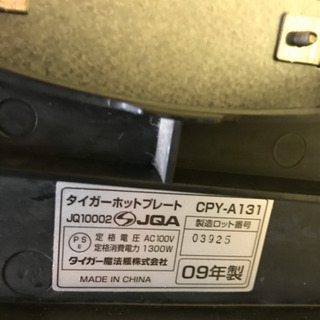 タイガーホットプレート CPY-A131
JQ10002 JQA 製造ロット番号
PSE 定格電圧 AC100V 03925
定格消費電力 1300W
タイガー魔法瓶株式会社 09年製
MADE IN CHINA